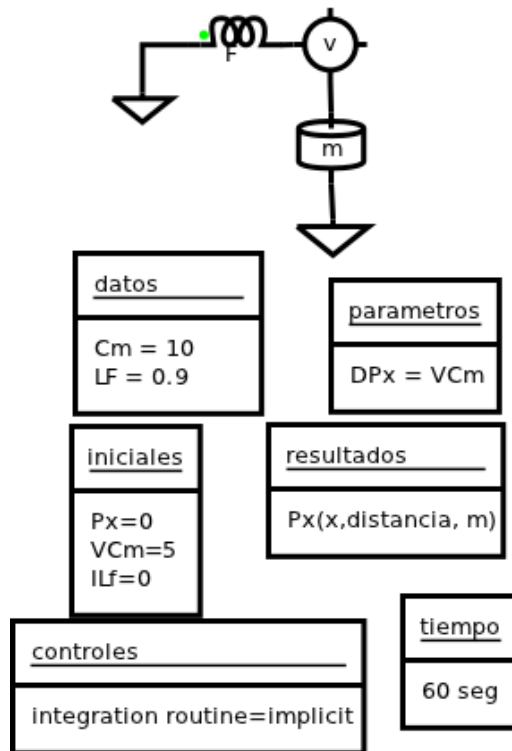 F
v
m
datos
Cm = 10
LF = 0.9
parametros
DPx = VCm
iniciales
Px=0
VCm=5
ILf=0
resultados
Px(x,distancia, m)
controles
integration routine=implicit
tiempo
60 seg